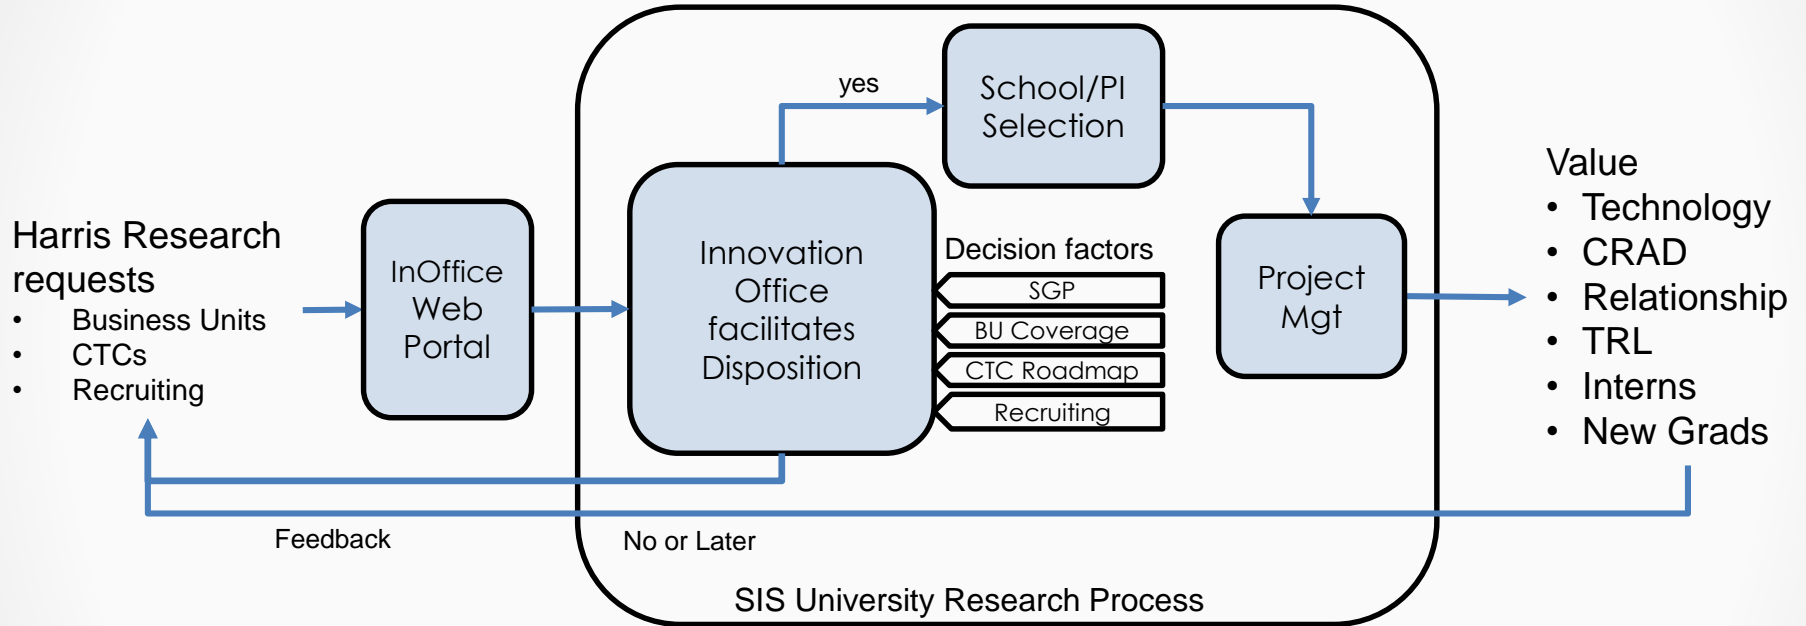 Harris Research
requests
• Business Units
• CTCs
• Recruiting
InOffice
Web
Portal
Innovation
Office
facilitates
Disposition
yes
School/PI
Selection
Decision factors
SGP
BU Coverage
CTC Roadmap
Recruiting
Project
Mgt
Value
• Technology
• CRAD
• Relationship
• TRL
• Interns
• New Grads
Feedback
No or Later
SIS University Research Process